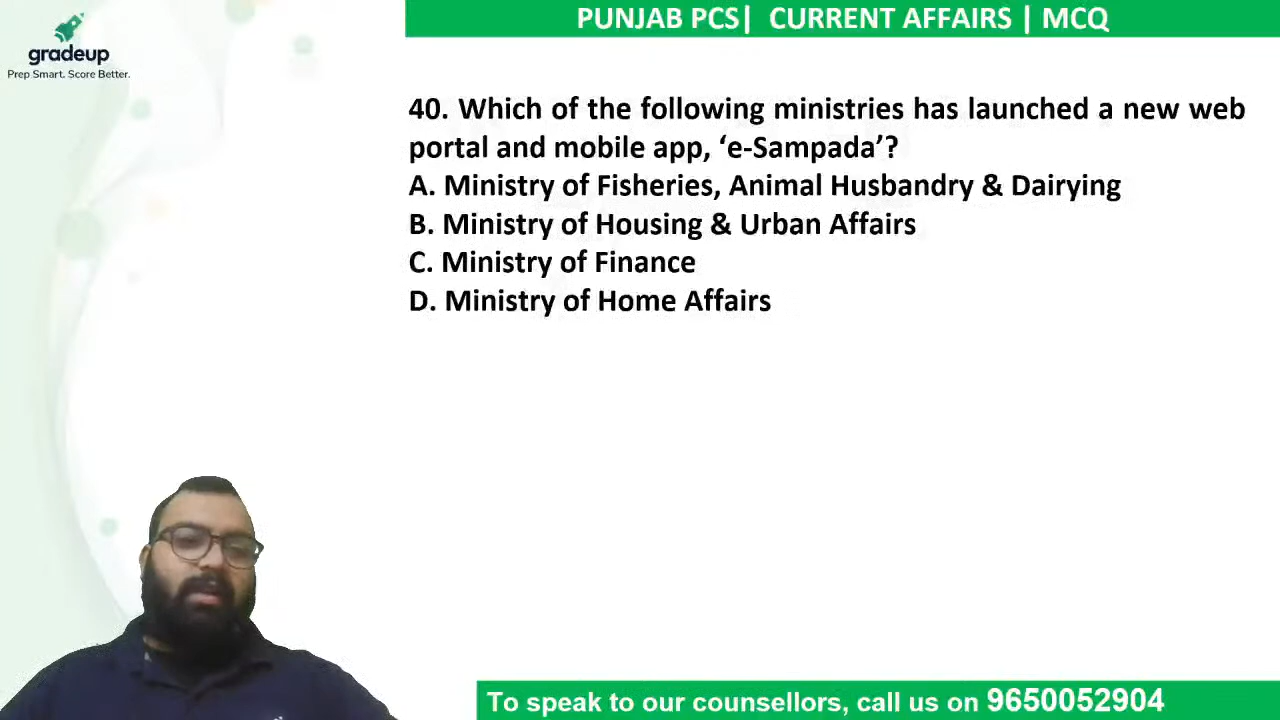 gradeup
Prep Smart. Score Better.
PUNJAB PCS| CURRENT AFFAIRS | MCQ
40. Which of the following ministries has launched a new web
portal and mobile app, ‘e-Sampada’?
A. Ministry of Fisheries, Animal Husbandry & Dairying
B. Ministry of Housing & Urban Affairs
C. Ministry of Finance
D. Ministry of Home Affairs
To speak to our counsellors, call us on 9650052904